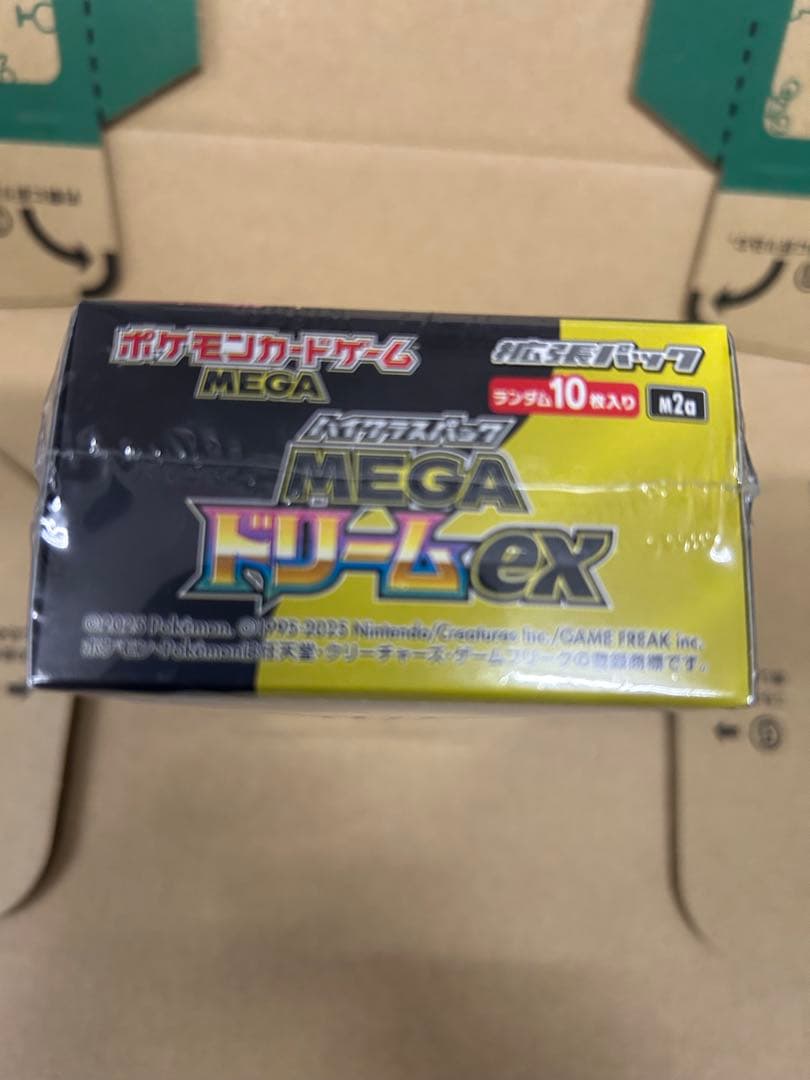 ポケモンカードゲーム
MEGA
拡張パック
ランダム10枚入り
M2a
ハイクラスパック
MEGA
ドリームex
©2025 Pokémon. ©1995-2025 Nintendo/Creatures Inc./GAME FREAK inc.
ポケモン・Pokémonは任天堂・クリーチャーズ・ゲームフリークの登録商標です。